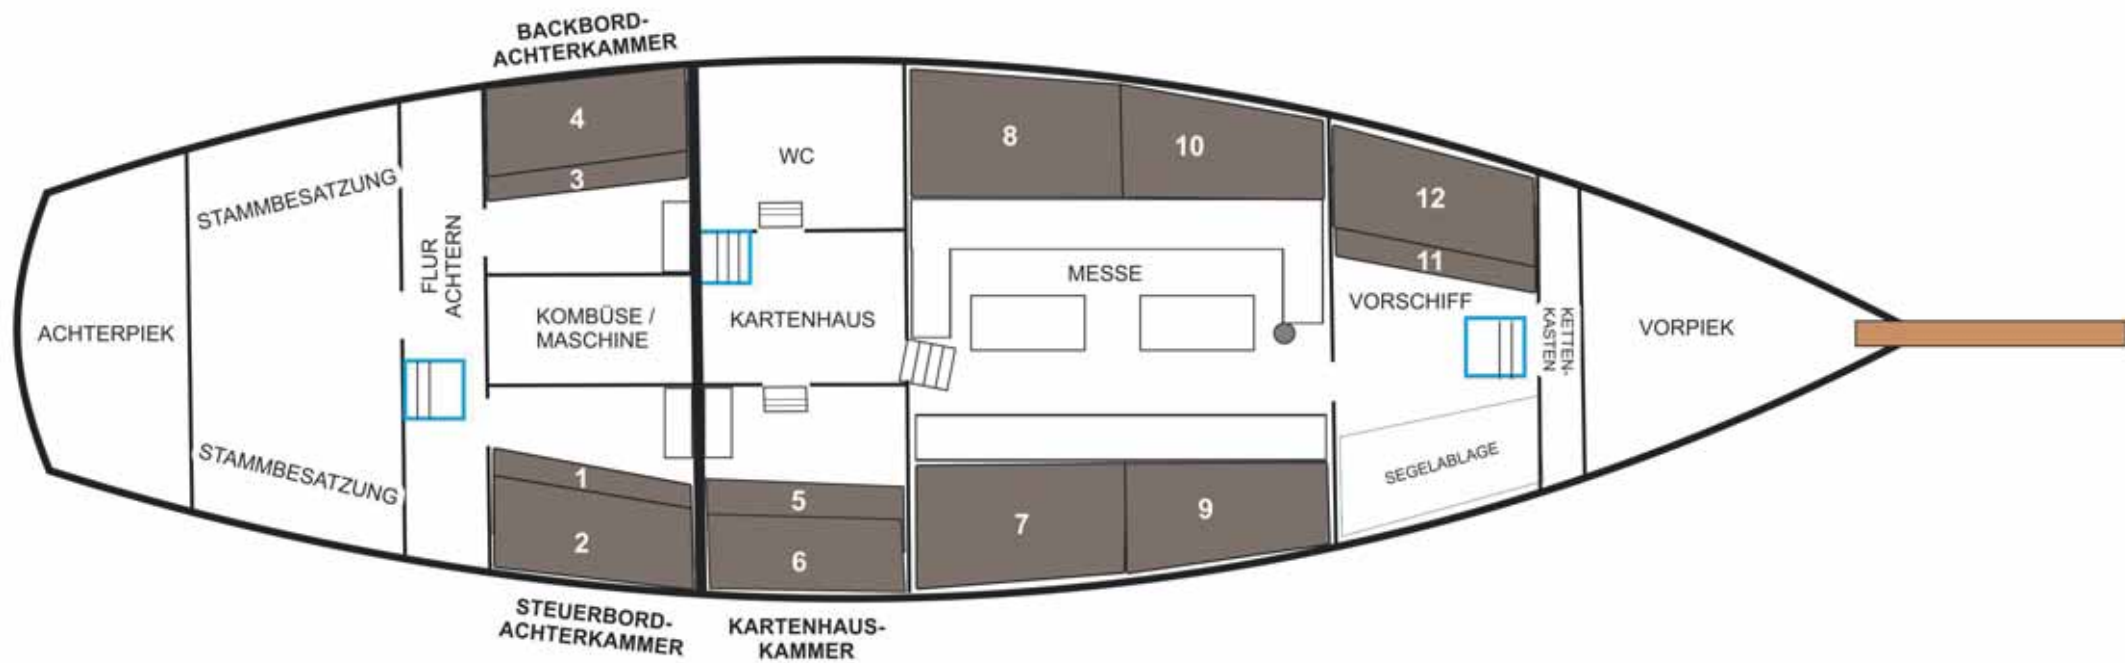 BACKBORD-
ACHTERKAMMER
4
3
STAMMBESATZUNG
FLUR
ACHTERN
ACHTERPIEK
STAMMBESATZUNG
KOMBÜSE /
MASCHINE
1
2
STEUERBORD-
ACHTERKAMMER
WC
KARTENHAUS
5
6
KARTENHAUS-
KAMMER
8
10
MESSE
7
9
12
11
VORSCHIFF
SEGELABLAGE
KETTEN-
KASTEN
VORPIEK